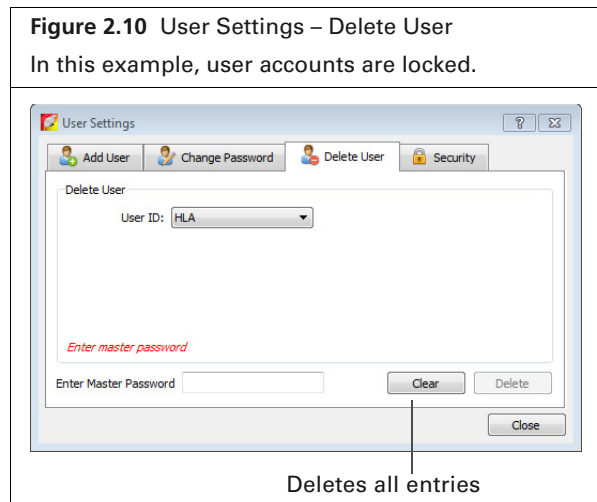 Figure 2.10 User Settings – Delete User
In this example, user accounts are locked.
User Settings
?
Add User Change Password Delete User Security
Delete User
User ID: HLA
Enter master password
Enter Master Password Clear Delete
Close
Deletes all entries